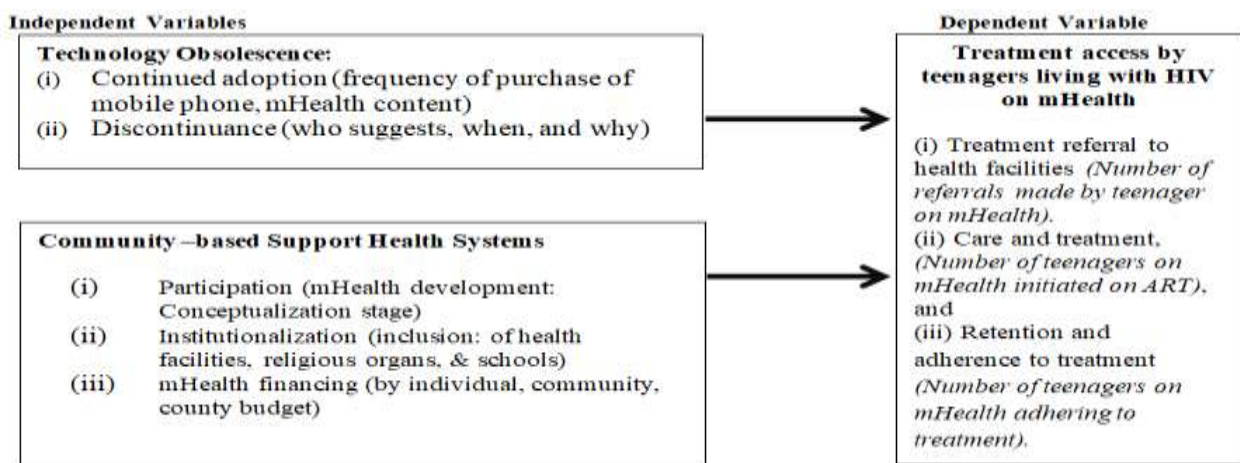 Independent Variables
Technology Obsolescence:
(i) Continued adoption (frequency of purchase of
mobile phone, mHealth content)
(ii) Discontinuance (who suggests, when, and why)
Community –based Support Health Systems
(i) Participation (mHealth development:
Conceptualization stage)
(ii) Institutionalization (inclusion: of health
facilities, religious organs, & schools)
(iii) mHealth financing (by individual, community,
county budget)
Dependent Variable
Treatment access by
teenagers living with HIV
on mHealth
(i) Treatment referral to
health facilities (Number of
referrals made by teenager
on mHealth).
(ii) Care and treatment,
(Number of teenagers on
mHealth initiated on ART),
and
(iii) Retention and
adherence to treatment
(Number of teenagers on
mHealth adhering to
treatment).